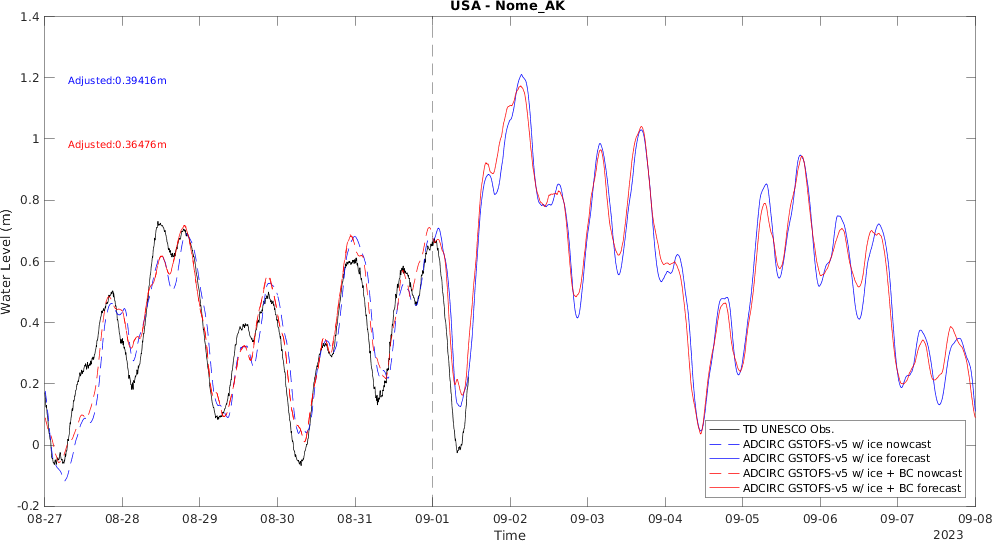 USA - Nome_AK
1.4
1.2
1
0.8
0.6
0.4
0.2
0
-0.2
Water Level (m)
Adjusted:0.39416m
Adjusted:0.36476m
TD UNESCO Obs.
ADCIRC GSTOFS-v5 w/ ice nowcast
ADCIRC GSTOFS-v5 w/ ice forecast
ADCIRC GSTOFS-v5 w/ ice + BC nowcast
ADCIRC GSTOFS-v5 w/ ice + BC forecast
08-27 08-28 08-29 08-30 08-31 09-01 09-02 09-03 09-04 09-05 09-06 09-07 09-08
Time
2023